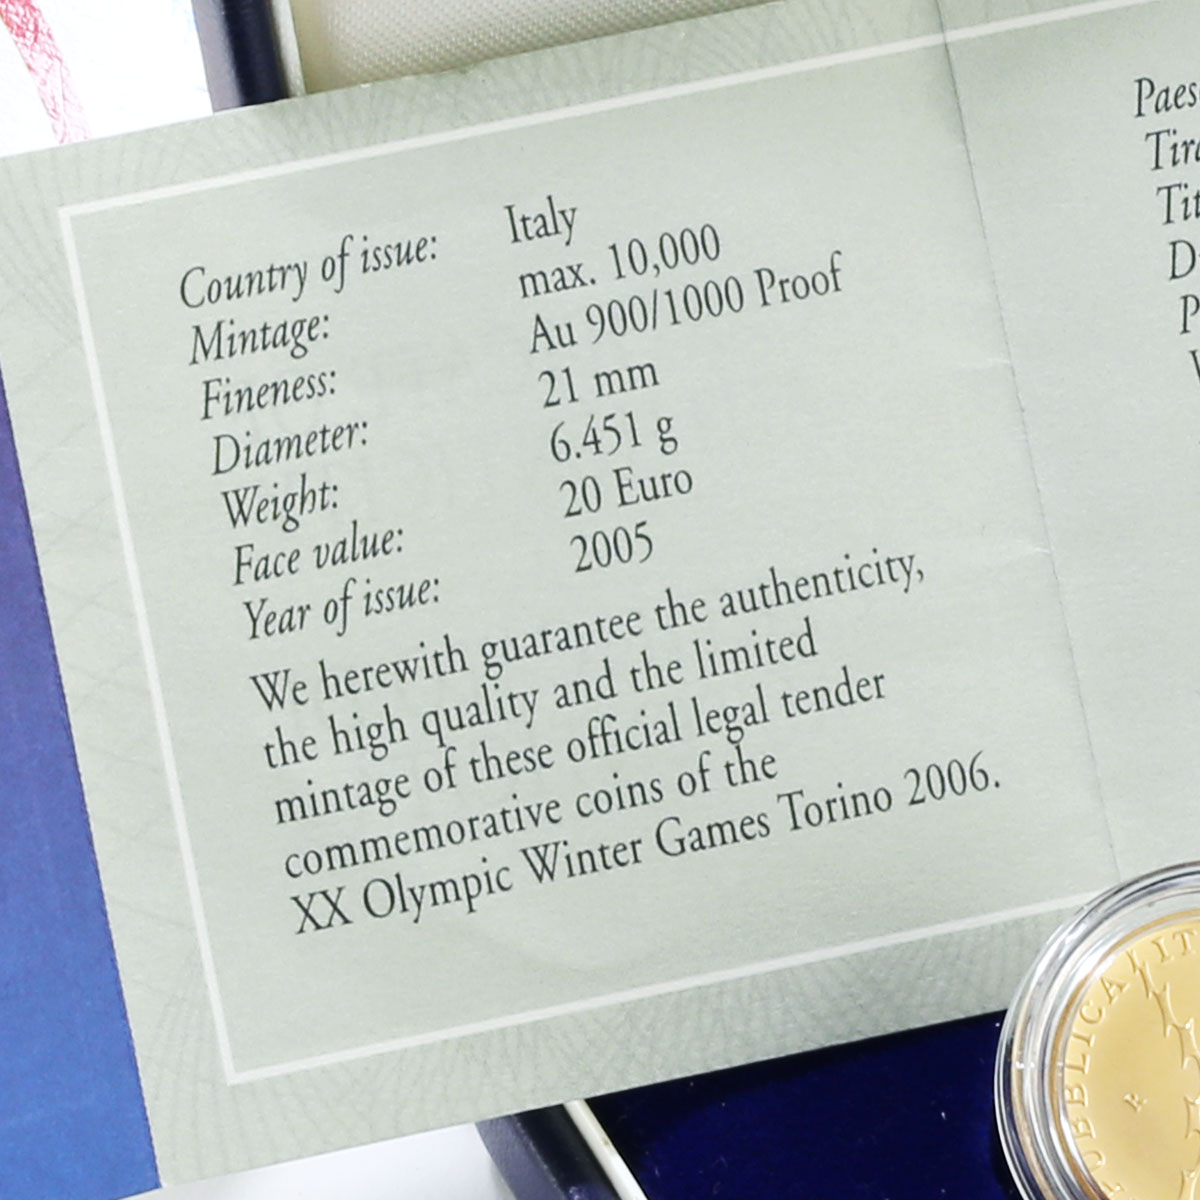 Country of issue: Italy
Mintage: max. 10,000
Fineness: Au 900/1000 Proof
Diameter: 21 mm
Weight: 6.451 g
Face value: 20 Euro
Year of issue: 2005
We herewith guarantee the authenticity,
the high quality and the limited
mintage of these official legal tender
commemorative coins of the
XX Olympic Winter Games Torino 2006.